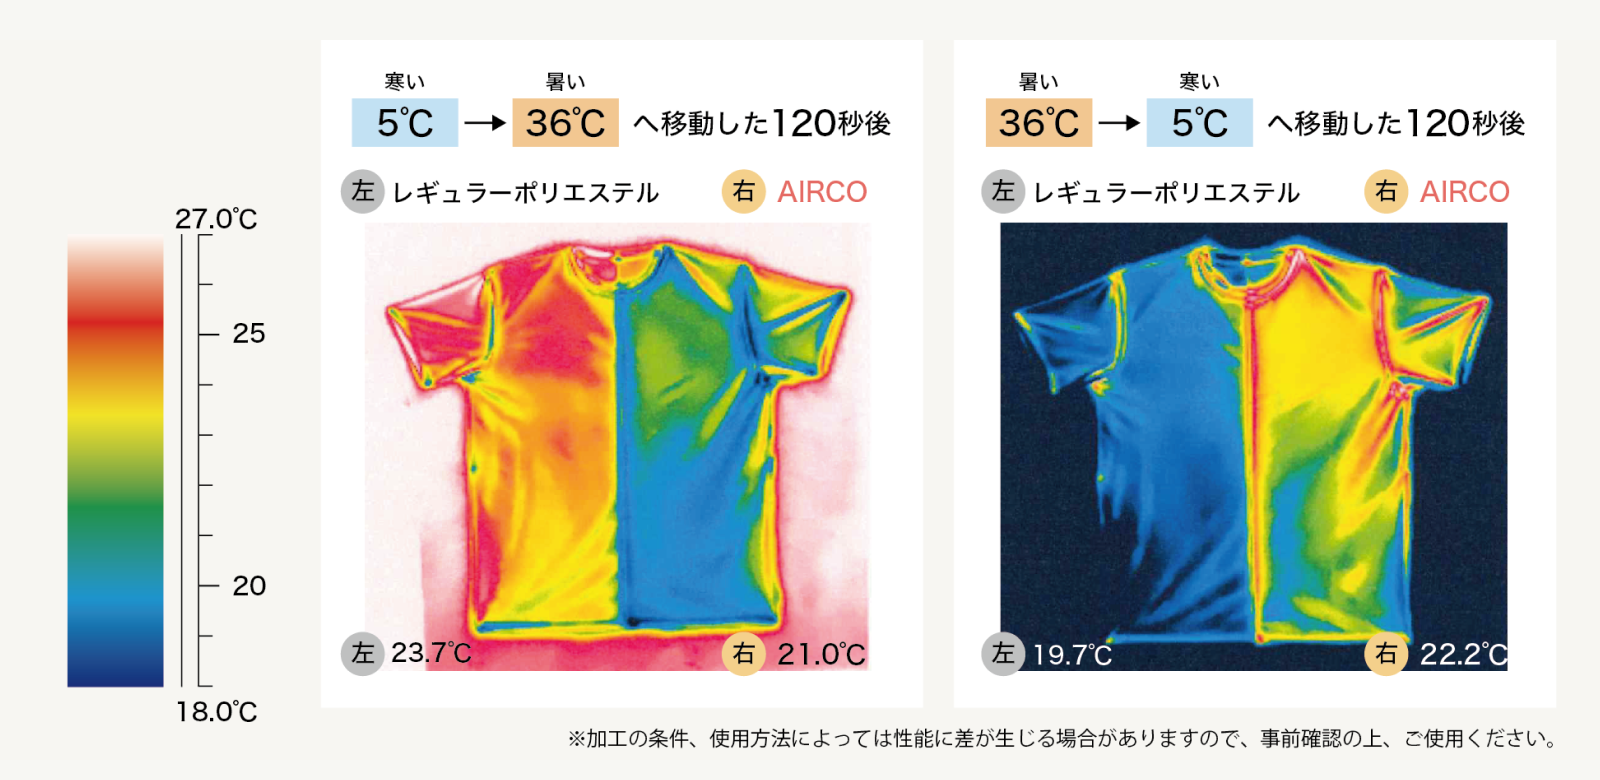 27.0℃
25
20
18.0℃
寒い 暑い
5℃ → 36℃ へ移動した120秒後
左 レギュラーポリエステル 右 AIRCO
左 23.7℃ 右 21.0℃
暑い 寒い
36℃ → 5℃ へ移動した120秒後
左 レギュラーポリエステル 右 AIRCO
左 19.7℃ 右 22.2℃
※加工の条件、使用方法によっては性能に差が生じる場合がありますので、事前確認の上、ご使用ください。